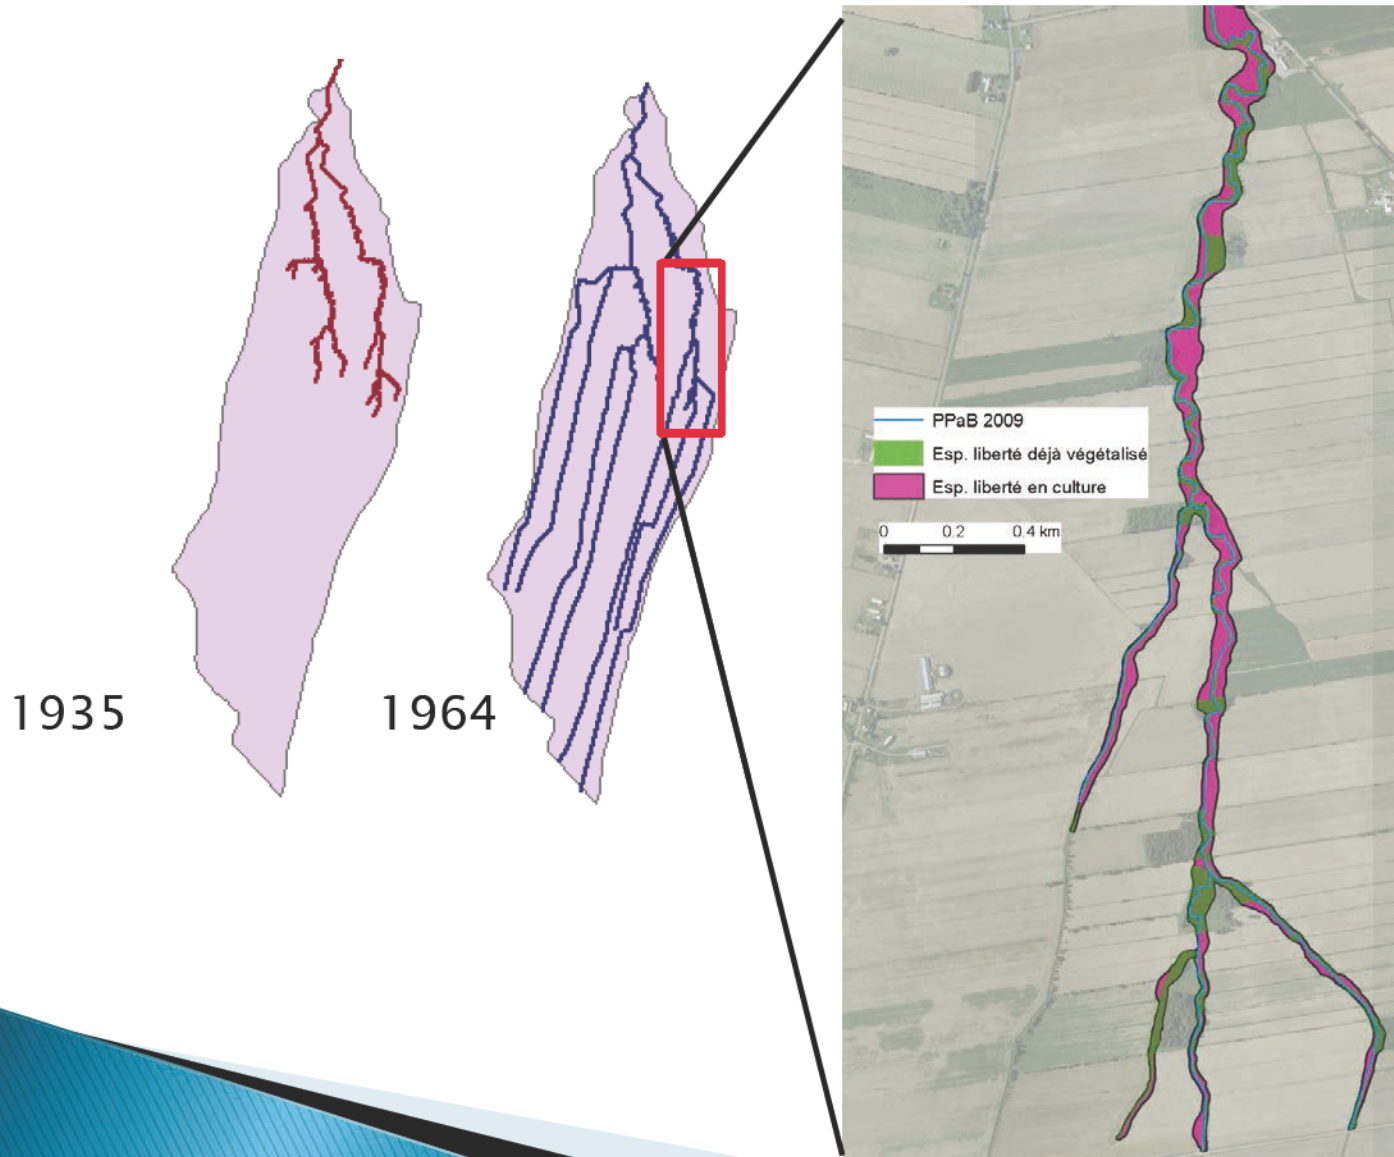 1935
1964
PPaB 2009
Esp. liberté déjà végétalisé
Esp. liberté en culture
0 0.2 0.4 km